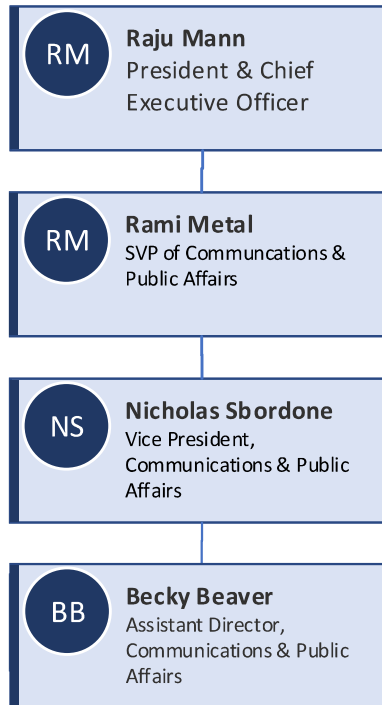 RM
Raju Mann
President & Chief
Executive Officer
RM
Rami Metal
SVP of Communcations &
Public Affairs
NS
Nicholas Sbordone
Vice President,
Communications & Public
Affairs
BB
Becky Beaver
Assistant Director,
Communications & Public
Affairs